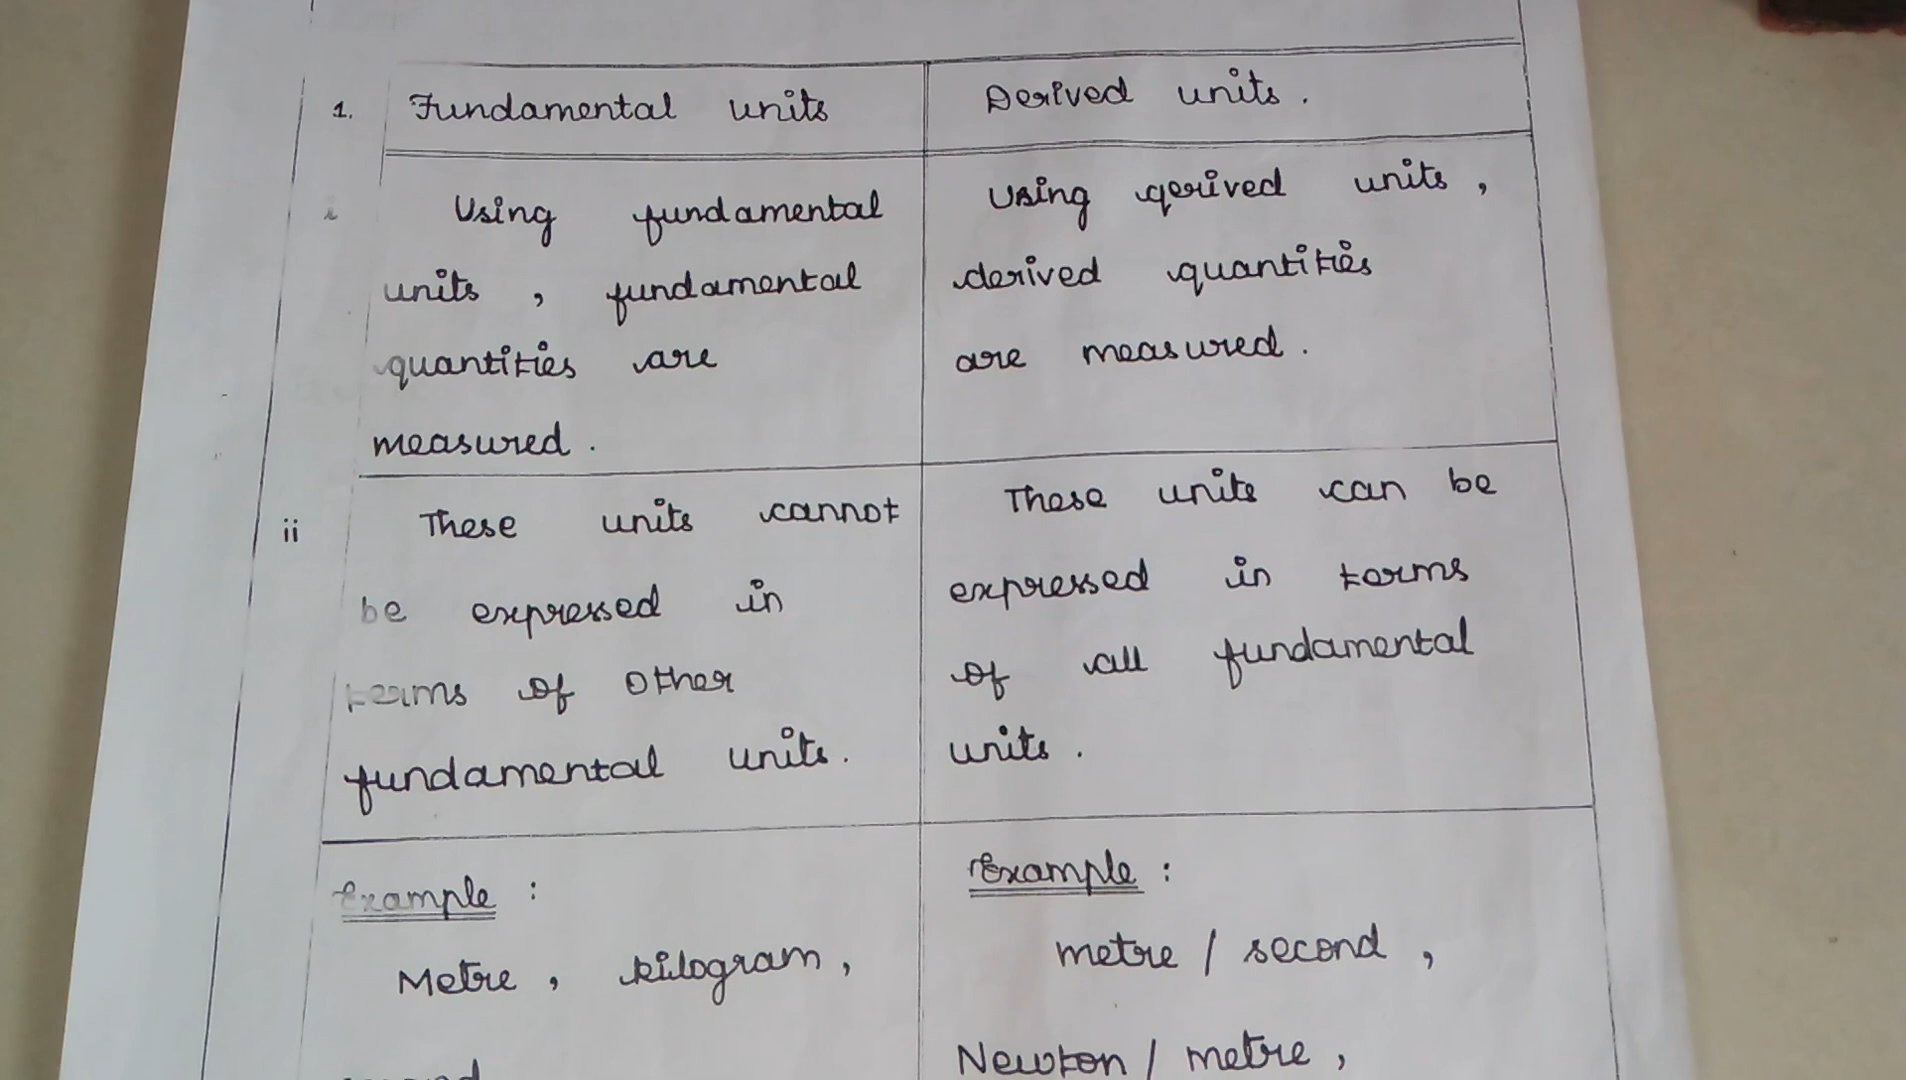 1. Fundamental units
Derived units.
i Using fundamental
units, fundamental
quantities are
measured.
Using derived units,
derived quantities
are measured.
ii These units cannot
be expressed in
terms of other
fundamental units.
These units can be
expressed in terms
of all fundamental
units.
Example :
Metre, kilogram,
Example :
metre / second,
Newton / metre,